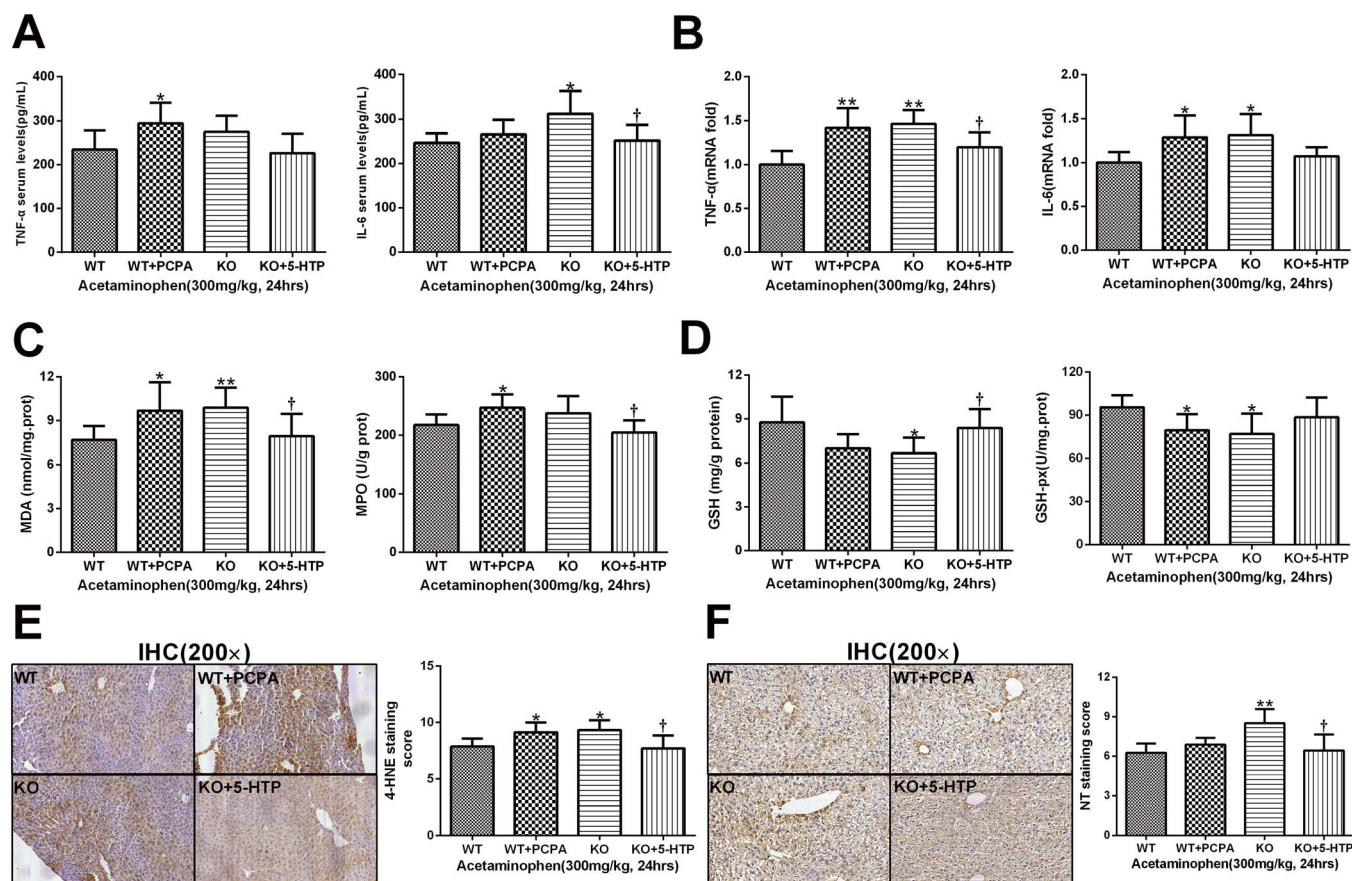 A
TNF-α serum levels(pg/mL)
400
300
200
100
0
*
WT
WT+PCPA
KO
KO+5-HTP
Acetaminophen(300mg/kg, 24hrs)
IL-6 serum levels(pg/mL)
400
300
200
100
0
*
†
WT
WT+PCPA
KO
KO+5-HTP
Acetaminophen(300mg/kg, 24hrs)
B
TNF-α(mRNA fold)
2.0
1.5
1.0
0.5
0.0
**
**
†
WT
WT+PCPA
KO
KO+5-HTP
Acetaminophen(300mg/kg, 24hrs)
IL-6(mRNA fold)
2.0
1.5
1.0
0.5
0.0
*
*
WT
WT+PCPA
KO
KO+5-HTP
Acetaminophen(300mg/kg, 24hrs)
C
MDA (nmol/mg.prot)
12
9
6
3
0
*
**
†
WT
WT+PCPA
KO
KO+5-HTP
Acetaminophen(300mg/kg, 24hrs)
MPO (U/g prot)
300
200
100
0
*
†
WT
WT+PCPA
KO
KO+5-HTP
Acetaminophen(300mg/kg, 24hrs)
D
GSH (mg/g protein)
12
9
6
3
0
*
†
WT
WT+PCPA
KO
KO+5-HTP
Acetaminophen(300mg/kg, 24hrs)
GSH-px(U/mg.prot)
120
90
60
30
0
*
*
WT
WT+PCPA
KO
KO+5-HTP
Acetaminophen(300mg/kg, 24hrs)
E
IHC(200×)
WT
WT+PCPA
KO
KO+5-HTP
4-HNE staining
score
15
10
5
0
*
*
†
WT
WT+PCPA
KO
KO+5-HTP
Acetaminophen(300mg/kg, 24hrs)
F
IHC(200×)
WT
WT+PCPA
KO
KO+5-HTP
NT staining score
12
9
6
3
0
**
†
WT
WT+PCPA
KO
KO+5-HTP
Acetaminophen(300mg/kg, 24hrs)